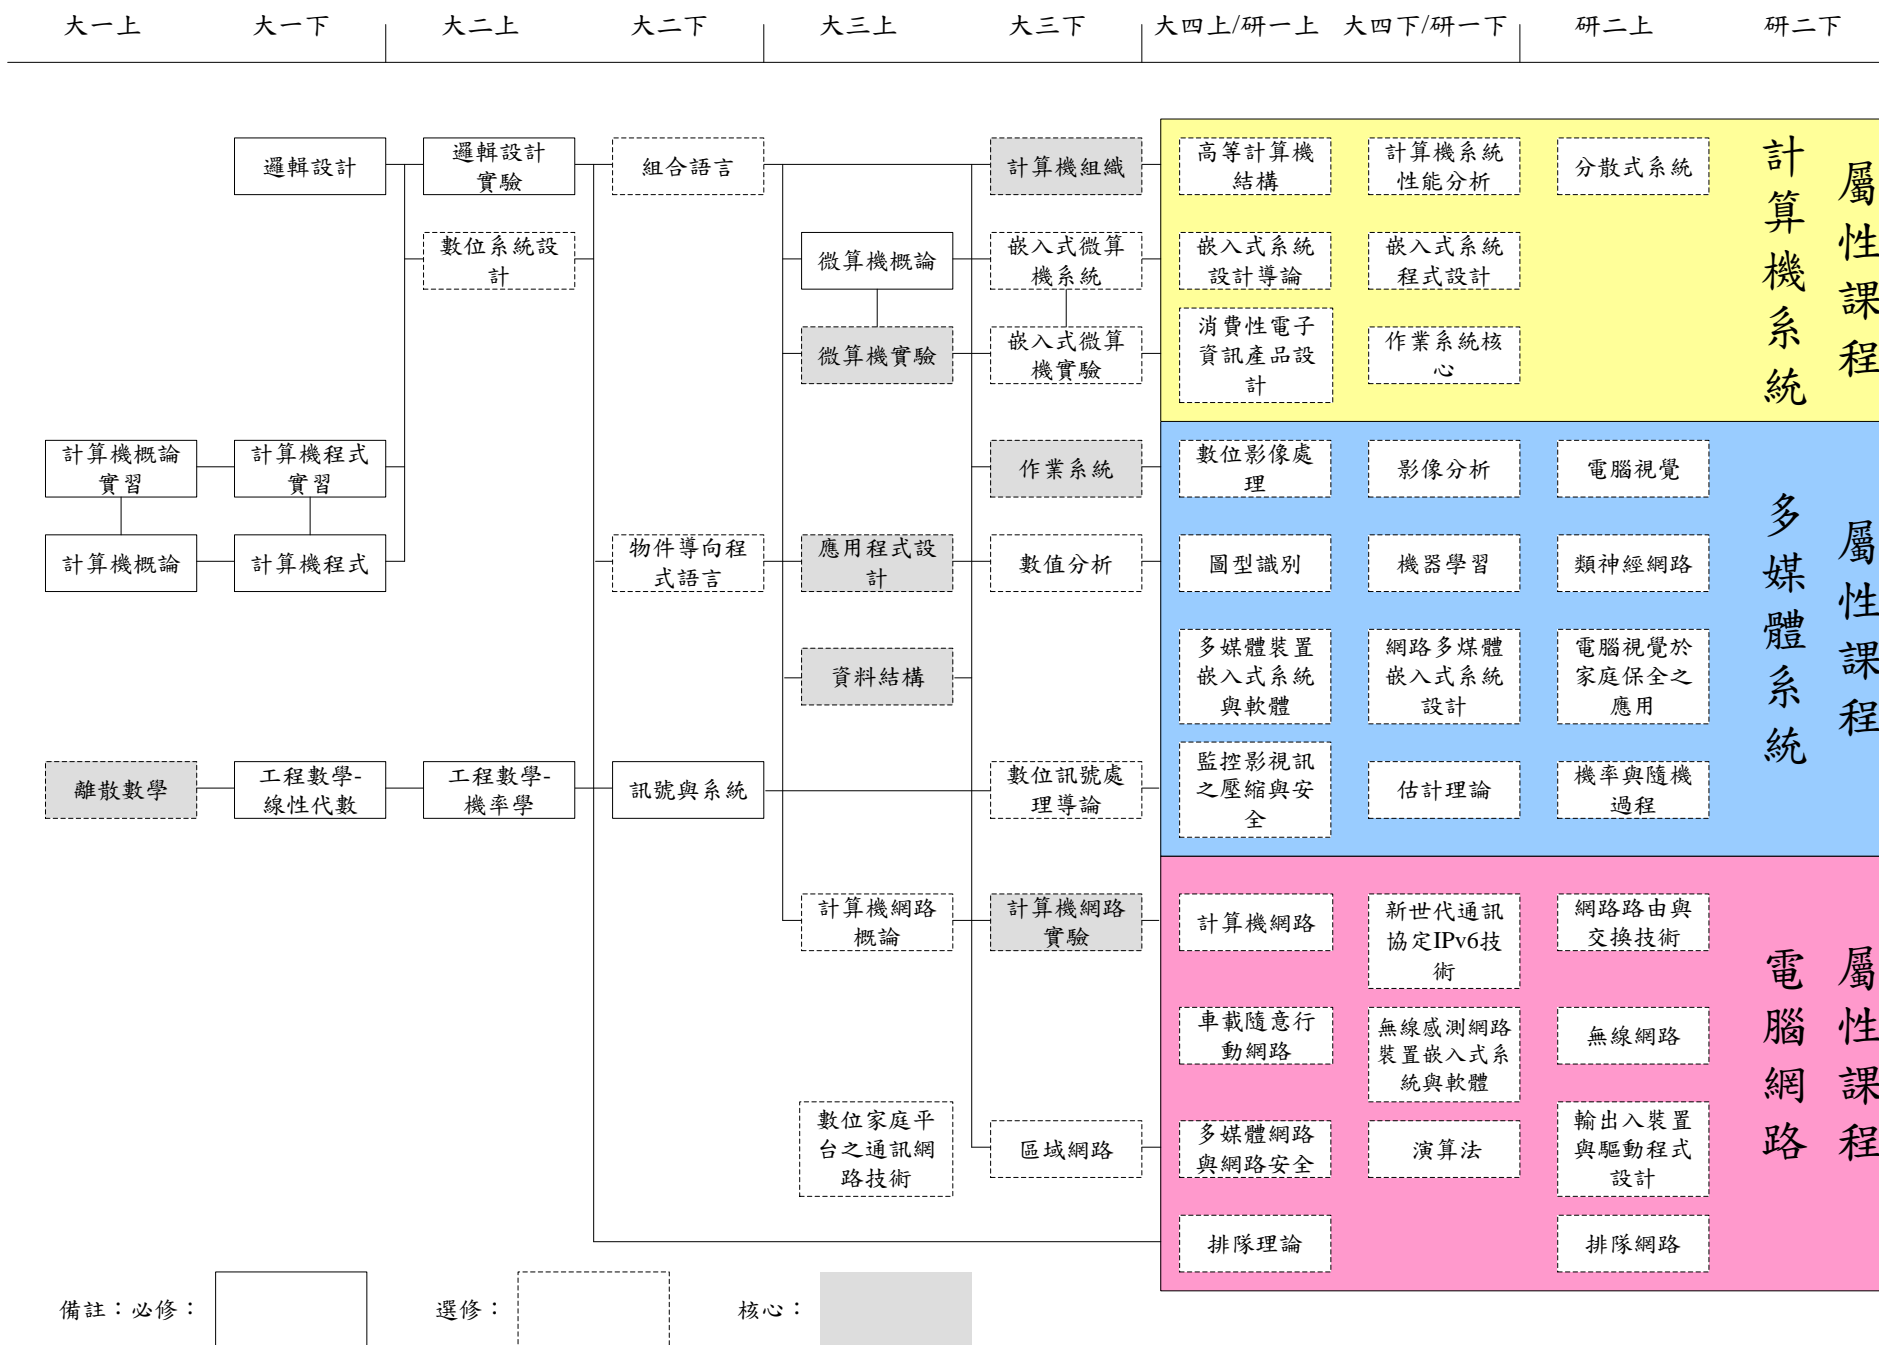 大一上
大一下
大二上
大二下
大三上
大三下
大四上/研一上
大四下/研一下
研二上
研二下
邏輯設計
邏輯設計
實驗
組合語言
計算機組織
高等計算機
結構
計算機系統
性能分析
分散式系統
數位系統設
計
微算機概論
嵌入式微算
機系統
嵌入式系統
設計導論
嵌入式系統
程式設計
微算機實驗
嵌入式微算
機實驗
消費性電子
資訊產品設
計
作業系統核
心
計算機系統
屬性課程
計算機概論
實習
計算機程式
實習
作業系統
數位影像處
理
影像分析
電腦視覺
計算機概論
計算機程式
物件導向程
式語言
應用程式設
計
數值分析
圖型識別
機器學習
類神經網路
資料結構
多媒體裝置
嵌入式系統
與軟體
網路多煤體
嵌入式系統
設計
電腦視覺於
家庭保全之
應用
離散數學
工程數學-
線性代數
工程數學-
機率學
訊號與系統
數位訊號處
理導論
監控影視訊
之壓縮與安
全
估計理論
機率與隨機
過程
多媒體系統
屬性課程
計算機網路
概論
計算機網路
實驗
計算機網路
新世代通訊
協定IPv6技
術
網路路由與
交換技術
車載隨意行
動網路
無線感測網路
裝置嵌入式系
統與軟體
無線網路
數位家庭平
台之通訊網
路技術
區域網路
多媒體網路
與網路安全
演算法
輸出入裝置
與驅動程式
設計
排隊理論
排隊網路
電腦網路
屬性課程
備註：必修：
選修：
核心：